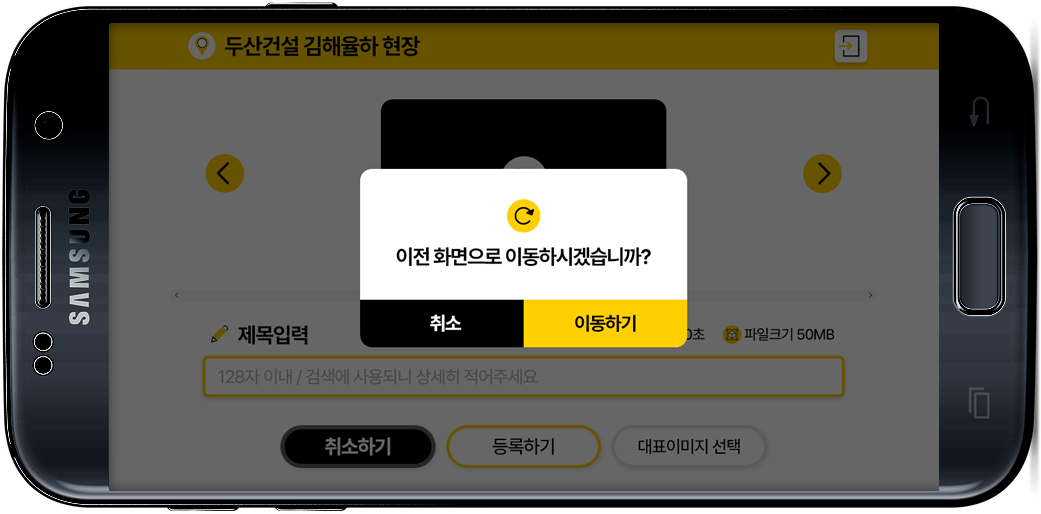 두산건설 김해율하 현장
SAMSUNG
이전 화면으로 이동하시겠습니까?
취소
이동하기
제목입력
0초
파일크기 50MB
128자 이내 / 검색에 사용되니 상세히 적어주세요
취소하기
등록하기
대표이미지 선택